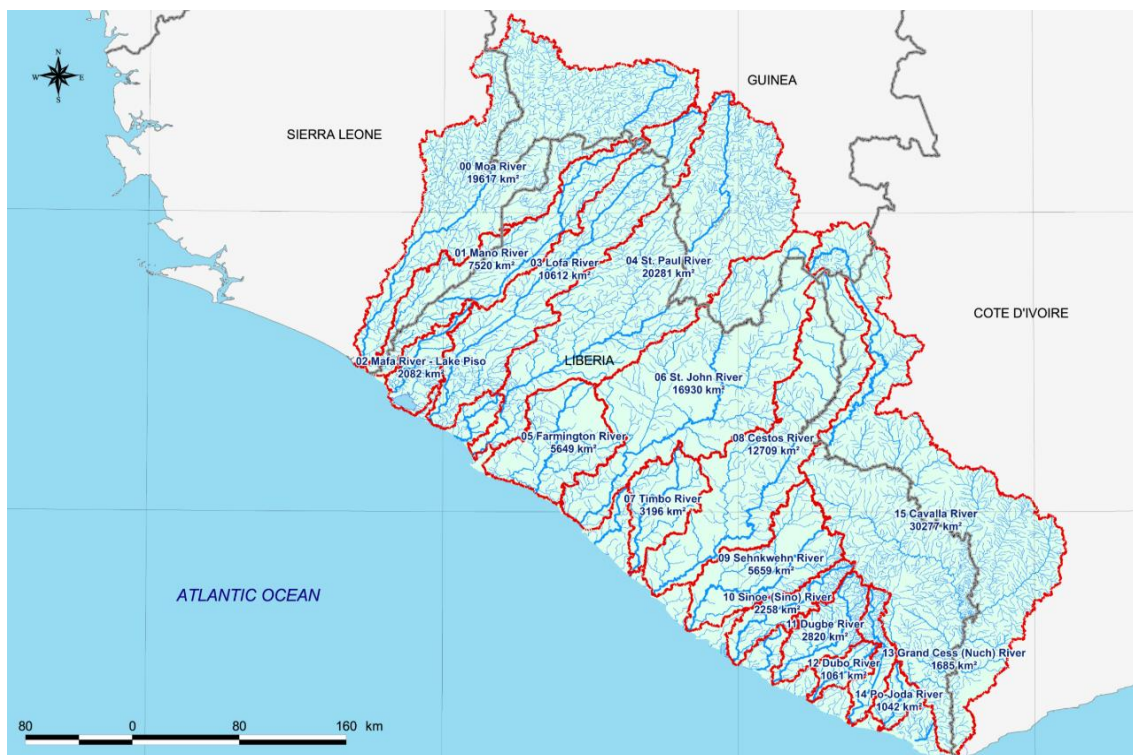 N
W E
S
GUINEA
SIERRA LEONE
00 Moa River
19617 km²
01 Mano River
7520 km²
03 Lofa River
10612 km²
04 St. Paul River
20281 km²
COTE D'IVOIRE
02 Mafa River - Lake Piso
2082 km²
LIBERIA
06 St. John River
16930 km²
05 Farmington River
5649 km²
08 Cestos River
12709 km²
07 Timbo River
3196 km²
15 Cavalla River
30277 km²
09 Sehnkwehn River
5659 km²
ATLANTIC OCEAN
10 Sinoe (Sino) River
2258 km²
11 Dugbe River
2820 km²
13 Grand Cess (Nuch) River
1685 km²
12 Dubo River
1061 km²
14 Po-Joda River
1042 km²
80 0 80 160 km